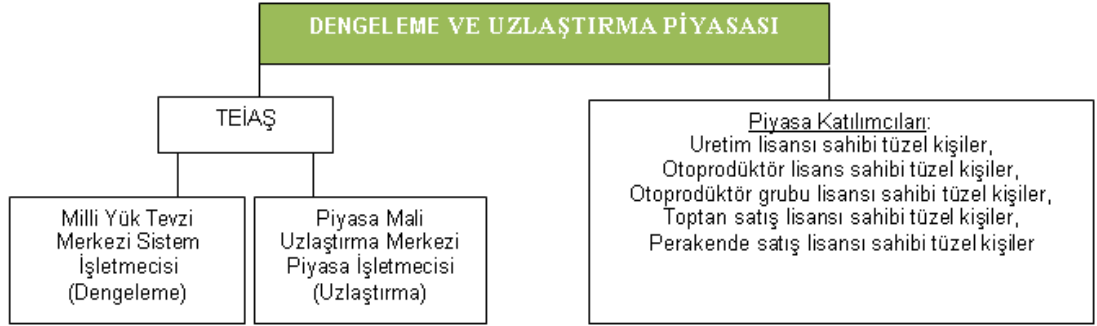 DENGELEME VE UZLAŞTIRMA PİYASASI
TEİAŞ
Milli Yük Tevzi
Merkezi Sistem
İşletmecisi
(Dengeleme)
Piyasa Mali
Uzlaştırma Merkezi
Piyasa İşletmecisi
(Uzlaştırma)
Piyasa Katılımcıları:
Uretim lisansı sahibi tüzel kişiler,
Otoprodüktör lisans sahibi tüzel kişiler,
Otoprodüktör grubu lisansı sahibi tüzel kişiler,
Toptan satış lisansı sahibi tüzel kişiler,
Perakende satış lisansı sahibi tüzel kişiler